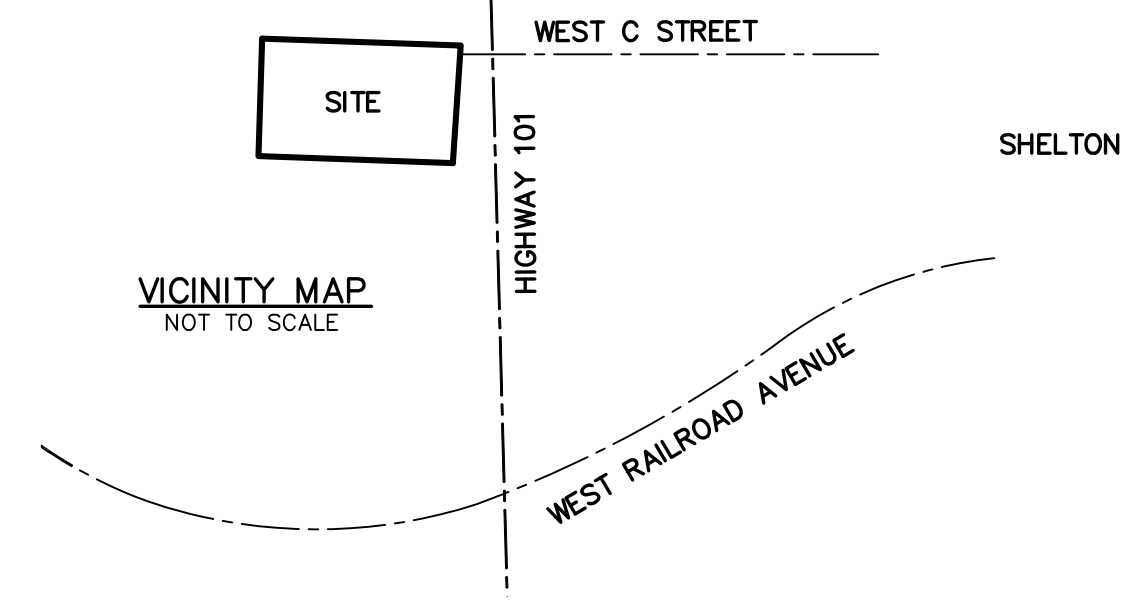 WEST C STREET
SITE
HIGHWAY 101
SHELTON
VICINITY MAP
NOT TO SCALE
WEST RAILROAD AVENUE